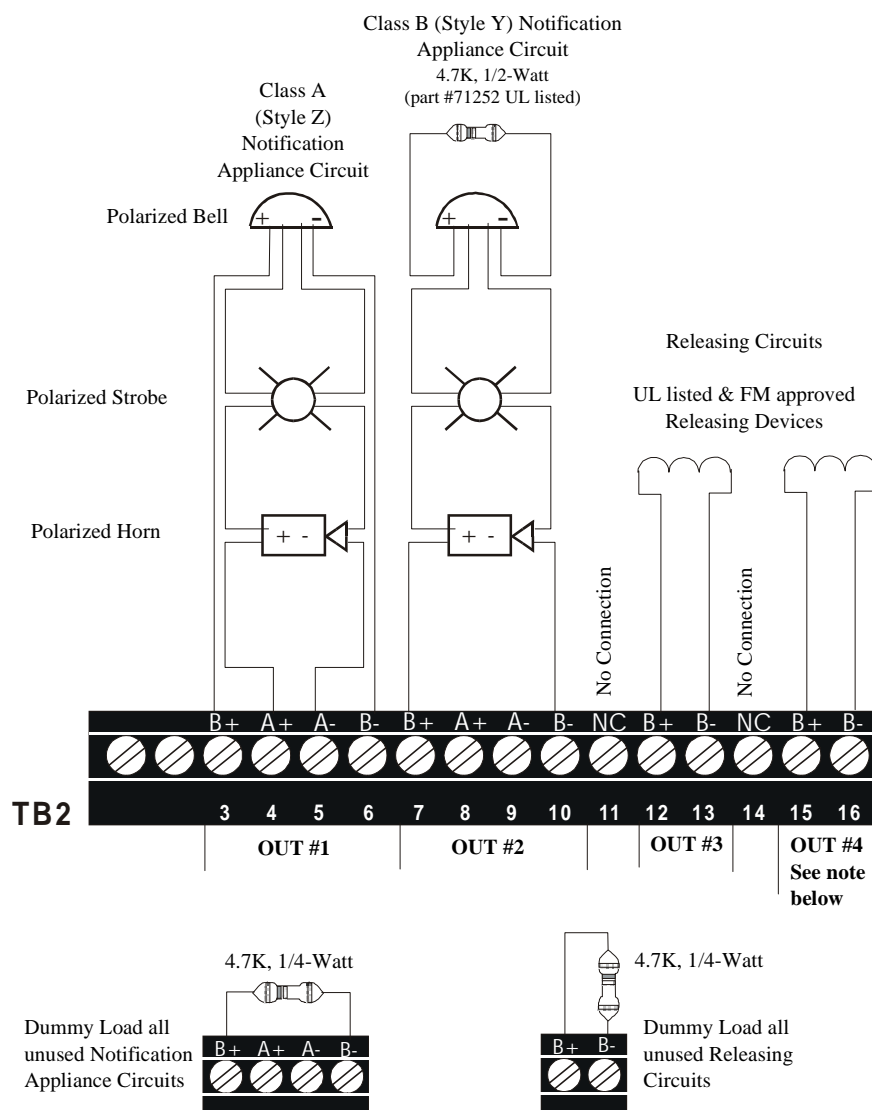 Class B (Style Y) Notification
Appliance Circuit
4.7K, 1/2-Watt
(part #71252 UL listed)
Class A
(Style Z)
Notification
Appliance Circuit
Polarized Bell
+ -
+ -
Releasing Circuits
UL listed & FM approved
Releasing Devices
Polarized Strobe
Polarized Horn
+ -
+ -
No Connection
No Connection
B+ A+ A- B- B+ A+ A- B- NC B+ B- NC B+ B-
TB2
3 4 5 6 7 8 9 10 11 12 13 14 15 16
OUT #1 OUT #2 OUT #3 OUT #4
See note
below
4.7K, 1/4-Watt
Dummy Load all
unused Notification
Appliance Circuits
B+ A+ A- B-
4.7K, 1/4-Watt
B+ B-
Dummy Load all
unused Releasing
Circuits